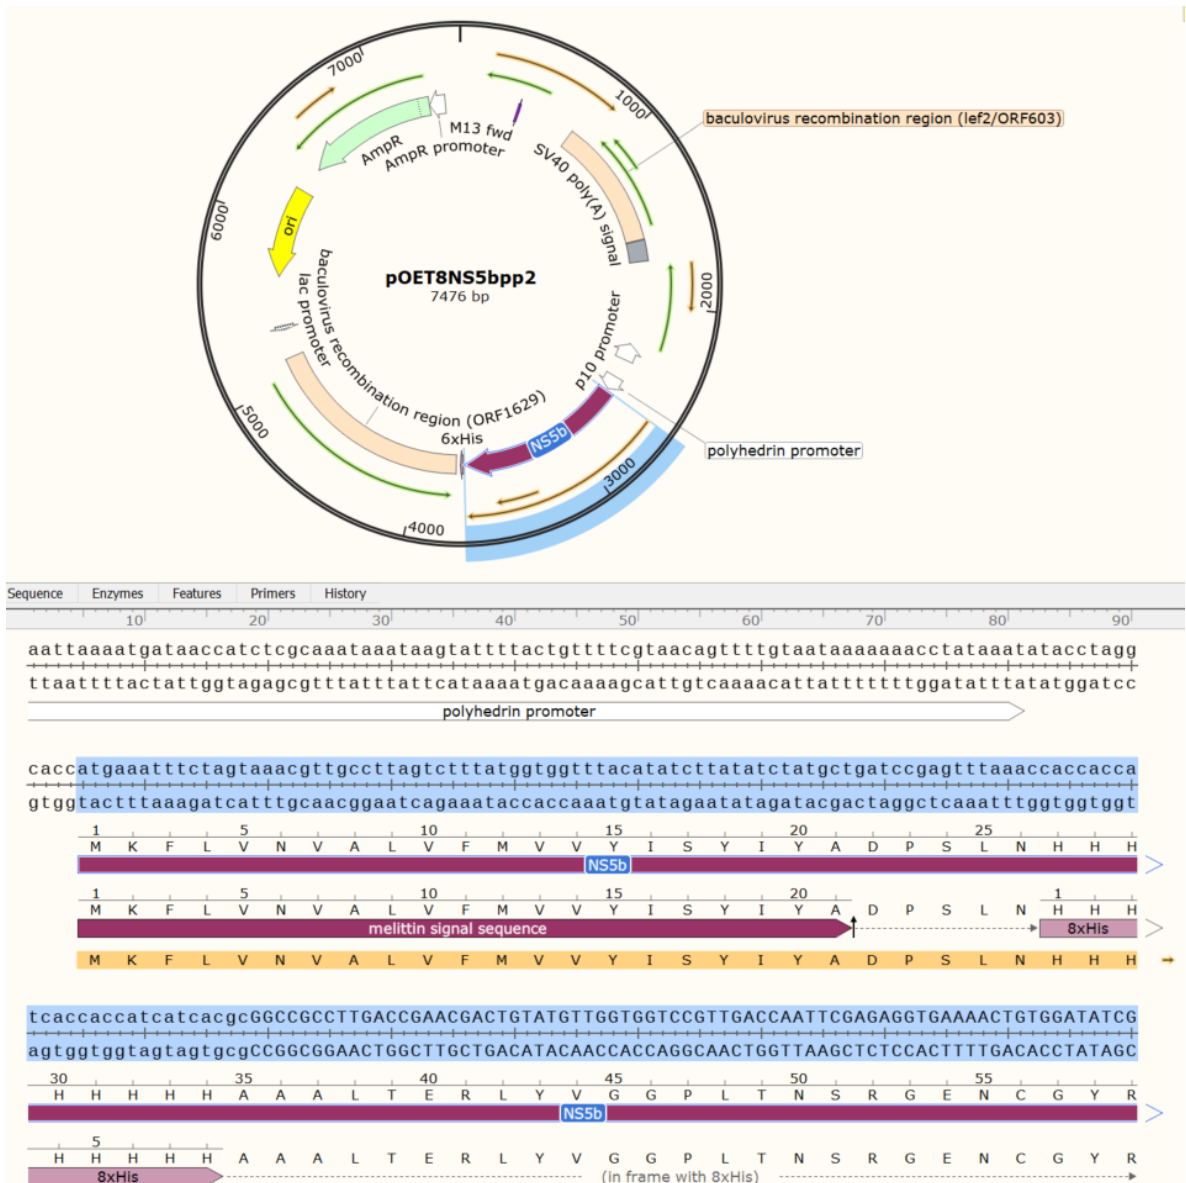 7000
1000
baculovirus recombination region (lef2/ORF603)
M13 fwd
AmpR
AmpR promoter
SV40 poly(A) signal
6000
ori
pOET8NS5bpp2
7476 bp
2000
baculovirus recombination region (ORF1629)
lac promoter
p10 promoter
5000
6xHis
NS5b
polyhedrin promoter
3000
4000
Sequence Enzymes Features Primers History
10 20 30 40 50 60 70 80 90
aattaaaatgataaccatctcgcaaataaataagtattttactgttttcgtaacagttttgtaataaaaaaacctataaatatacctagg
ttaattttactattggtagagcgtttatttattcataaaatgacaaaagcattgtcaaaacattatttttttggatatttatatggatcc
polyhedrin promoter
caccatgaaatttctagtaaacgttgccttagtctttatggtggtttacatatcttatatctatgctgatccgagtttaaaccaccacca
gtggtactttaaagatcatttgcaacggaatcagaaataccaccaaatgtatagaatatagatacgactaggctcaaatttggtggtggt
1 5 10 15 20 25
M K F L V N V A L V F M V V Y I S Y I Y A D P S L N H H H
NS5b
1 5 10 15 20 1
M K F L V N V A L V F M V V Y I S Y I Y A D P S L N H H H
melittin signal sequence 8xHis
M K F L V N V A L V F M V V Y I S Y I Y A D P S L N H H H
tcaccaccatcatcacgcGGCCGCCTTGACCGAACGACTGTATGTTGGTGGTCCGTTGACCAATTCGAGAGGTGAAAACTGTGGATATCG
agtggtggtagtagtgcgCCGGCGGAACTGGCTTGCTGACATACAACCACCAGGCAACTGGTTAAGCTCTCCACTTTTGACACCTATAGC
30 35 40 45 50 55
H H H H H A A A L T E R L Y V G G P L T N S R G E N C G Y R
NS5b
5
H H H H H A A A L T E R L Y V G G P L T N S R G E N C G Y R
8xHis (in frame with 8xHis)